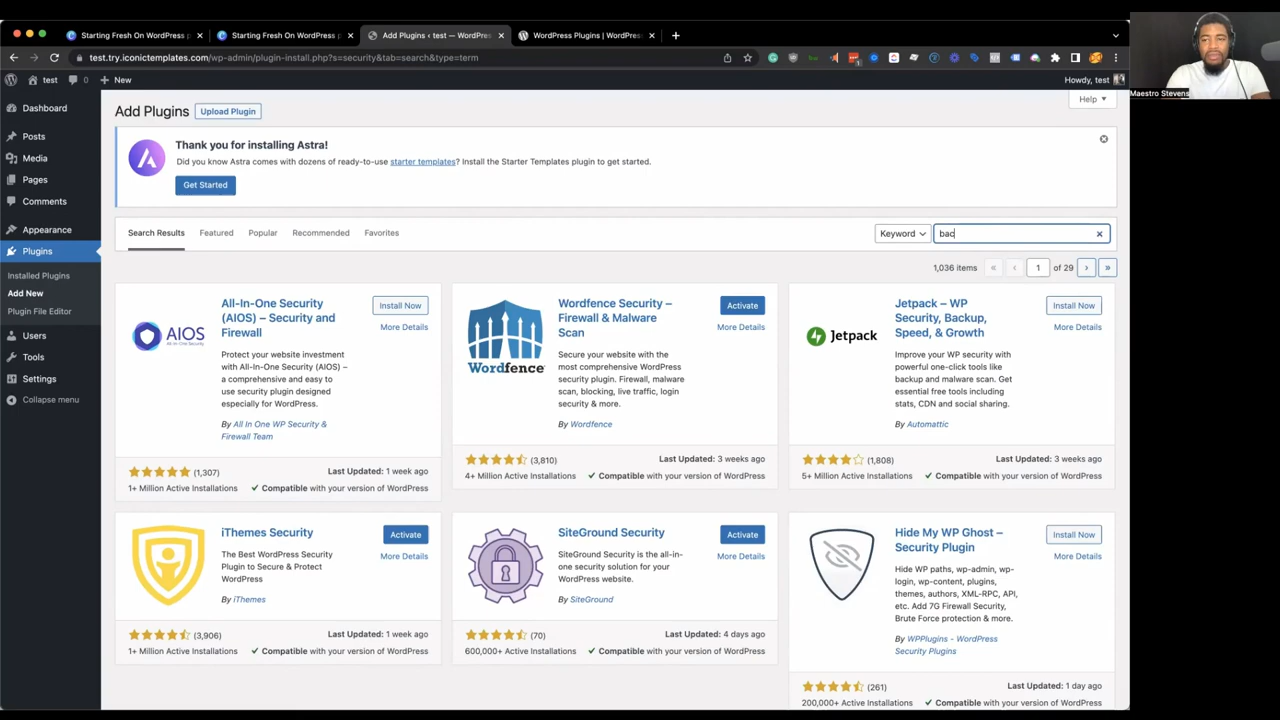 Starting Fresh On WordPress p
Starting Fresh On WordPress p
Add Plugins ‹ test — WordPress
WordPress Plugins | WordPress
test.try.iconictemplates.com/wp-admin/plugin-install.php?s=security&tab=search&type=term
test
0
New
Howdy, test
Maestro Stevens
Dashboard
Posts
Media
Pages
Comments
Appearance
Plugins
Installed Plugins
Add New
Plugin File Editor
Users
Tools
Settings
Collapse menu
Add Plugins
Upload Plugin
Help
Thank you for installing Astra!
Did you know Astra comes with dozens of ready-to-use starter templates? Install the Starter Templates plugin to get started.
Get Started
Search Results
Featured
Popular
Recommended
Favorites
Keyword
bac
1,036 items
«
‹
1
of 29
›
»
All-In-One Security
(AIOS) – Security and
Firewall
Install Now
More Details
AIOS
All-In-One Security
Protect your website investment
with All-In-One Security (AIOS) –
a comprehensive and easy to
use security plugin designed
especially for WordPress.
By All In One WP Security &
Firewall Team
(1,307)
Last Updated: 1 week ago
1+ Million Active Installations
Compatible with your version of WordPress
Wordfence Security –
Firewall & Malware
Scan
Activate
More Details
Wordfence
Secure your website with the
most comprehensive WordPress
security plugin. Firewall, malware
scan, blocking, live traffic, login
security & more.
By Wordfence
(3,810)
Last Updated: 3 weeks ago
4+ Million Active Installations
Compatible with your version of WordPress
Jetpack – WP
Security, Backup,
Speed, & Growth
Install Now
More Details
Jetpack
Improve your WP security with
powerful one-click tools like
backup and malware scan. Get
essential free tools including
stats, CDN and social sharing.
By Automattic
(1,808)
Last Updated: 3 weeks ago
5+ Million Active Installations
Compatible with your version of WordPress
iThemes Security
Activate
More Details
The Best WordPress Security
Plugin to Secure & Protect
WordPress
By iThemes
(3,906)
Last Updated: 1 week ago
1+ Million Active Installations
Compatible with your version of WordPress
SiteGround Security
Activate
More Details
SiteGround Security is the all-in-
one security solution for your
WordPress website.
By SiteGround
(70)
Last Updated: 4 days ago
600,000+ Active Installations
Compatible with your version of WordPress
Hide My WP Ghost –
Security Plugin
Install Now
More Details
Hide WP paths, wp-admin, wp-
login, wp-content, plugins,
themes, authors, XML-RPC, API,
etc. Add 7G Firewall Security,
Brute Force protection & more.
By WPPlugins - WordPress
Security Plugins
(261)
Last Updated: 1 day ago
200,000+ Active Installations
Compatible with your version of WordPress